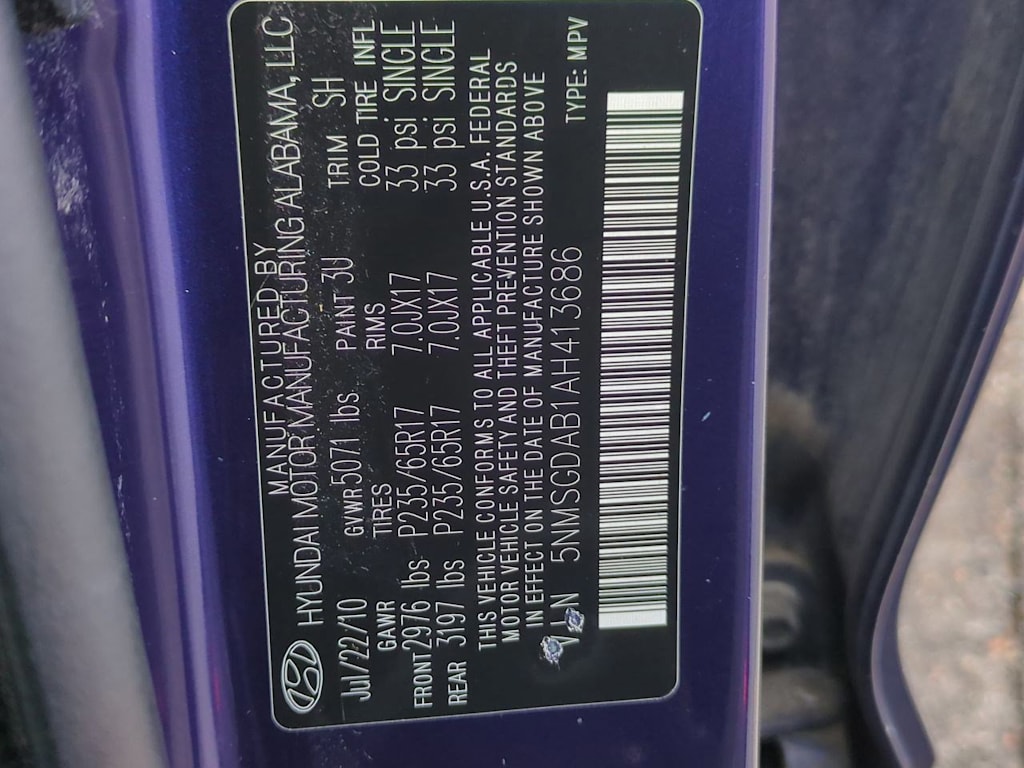 MANUFACTURED BY
HYUNDAI MOTOR MANUFACTURING ALABAMA, LLC
Jul/22/10 GVWR 5071 lbs. PAINT 3U TRIM SH
GAWR TIRES RIMS COLD TIRE INFL
FRONT 2976 lbs P235/65R17 7.0JX17 33 psi SINGLE
REAR 3197 lbs P235/65R17 7.0JX17 33 psi SINGLE
THIS VEHICLE CONFORMS TO ALL APPLICABLE U.S.A. FEDERAL
MOTOR VEHICLE SAFETY AND THEFT PREVENTION STANDARDS
IN EFFECT ON THE DATE OF MANUFACTURE SHOWN ABOVE
VIN 5NMSGDAB1AH413686 TYPE: MPV